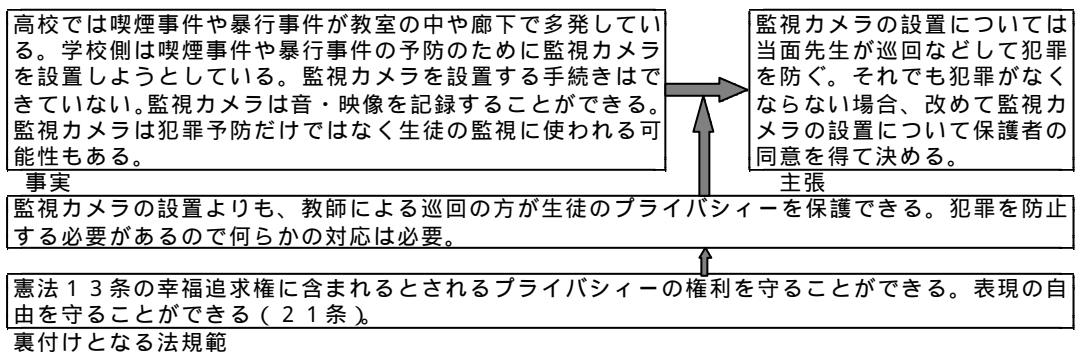 高校では喫煙事件や暴行事件が教室の中や廊下で多発してい
る。学校側は喫煙事件や暴行事件の予防のために監視カメラ
を設置しようとしている。監視カメラを設置する手続きはで
きていない。監視カメラは音・映像を記録することができる。
監視カメラは犯罪予防だけではなく生徒の監視に使われる可
能性もある。
事実
監視カメラの設置については
当面先生が巡回などして犯罪
を防ぐ。それでも犯罪がなく
ならない場合、改めて監視カ
メラの設置について保護者の
同意を得て決める。
主張
監視カメラの設置よりも、教師による巡回の方が生徒のプライバシィーを保護できる。犯罪を防止
する必要があるので何らかの対応は必要。
憲法13条の幸福追求権に含まれるとされるプライバシィーの権利を守ることができる。表現の自
由を守ることができる(21条)。
裏付けとなる法規範